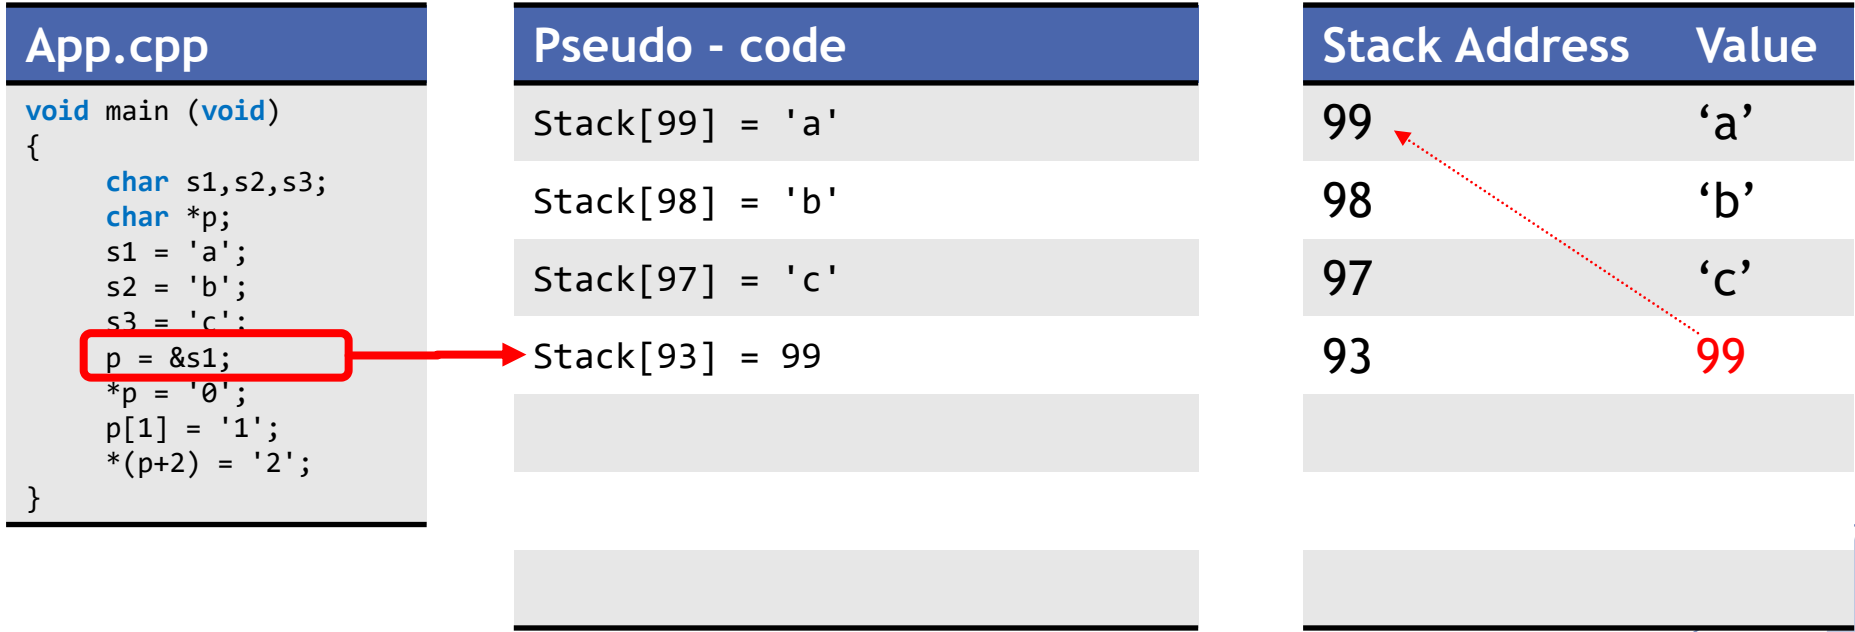 App.cpp
void main (void)
{
char s1,s2,s3;
char *p;
s1 = 'a';
s2 = 'b';
s3 = 'c';
p = &s1;
*p = '0';
p[1] = '1';
*(p+2) = '2';
}
Pseudo - code
Stack[99] = 'a'
Stack[98] = 'b'
Stack[97] = 'c'
Stack[93] = 99
Stack Address Value
99 ‘a’
98 ‘b’
97 ‘c’
93 99